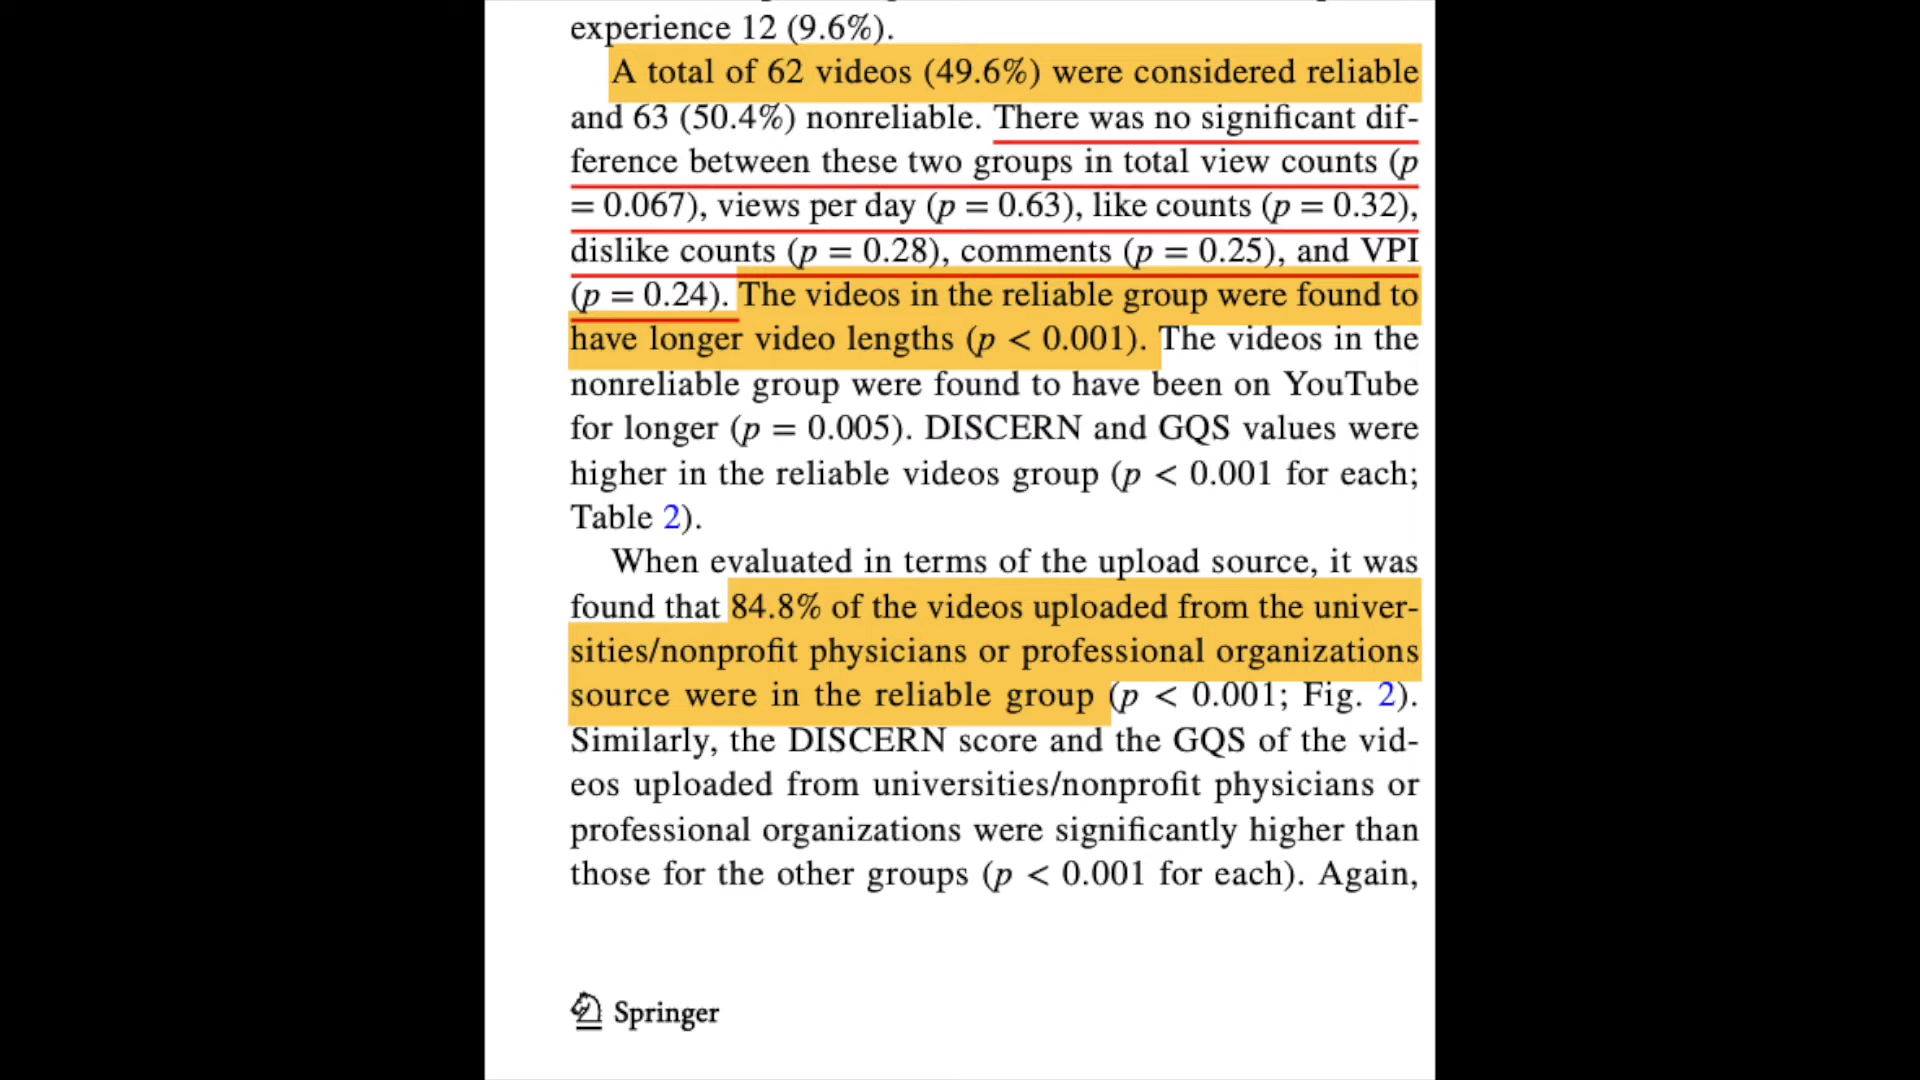 experience 12 (9.6%).
A total of 62 videos (49.6%) were considered reliable
and 63 (50.4%) nonreliable. There was no significant dif-
ference between these two groups in total view counts (p
= 0.067), views per day (p = 0.63), like counts (p = 0.32),
dislike counts (p = 0.28), comments (p = 0.25), and VPI
(p = 0.24). The videos in the reliable group were found to
have longer video lengths (p < 0.001). The videos in the
nonreliable group were found to have been on YouTube
for longer (p = 0.005). DISCERN and GQS values were
higher in the reliable videos group (p < 0.001 for each;
Table 2).
When evaluated in terms of the upload source, it was
found that 84.8% of the videos uploaded from the univer-
sities/nonprofit physicians or professional organizations
source were in the reliable group (p < 0.001; Fig. 2).
Similarly, the DISCERN score and the GQS of the vid-
eos uploaded from universities/nonprofit physicians or
professional organizations were significantly higher than
those for the other groups (p < 0.001 for each). Again,
Springer